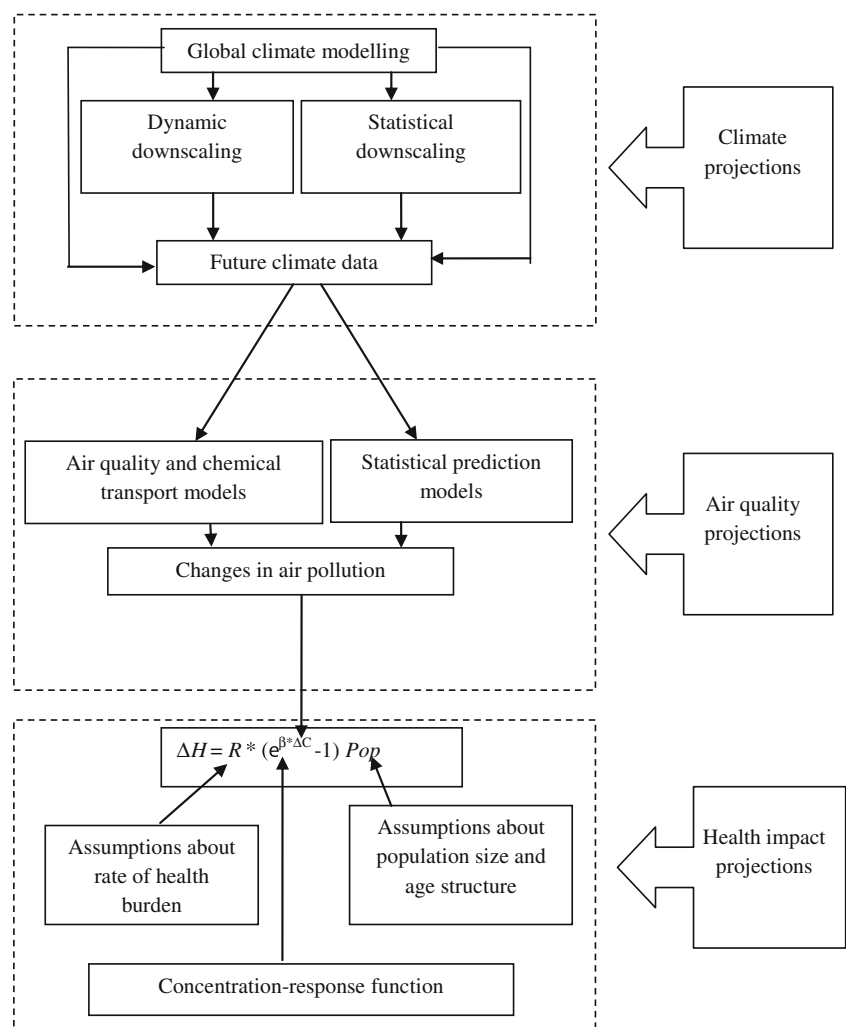 Global climate modelling
Dynamic
downscaling
Statistical
downscaling
Climate
projections
Future climate data
Air quality and chemical
transport models
Statistical prediction
models
Air quality
projections
Changes in air pollution
ΔH = R * (e^β*ΔC -1) Pop
Assumptions about
rate of health
burden
Assumptions about
population size and
age structure
Health impact
projections
Concentration-response function